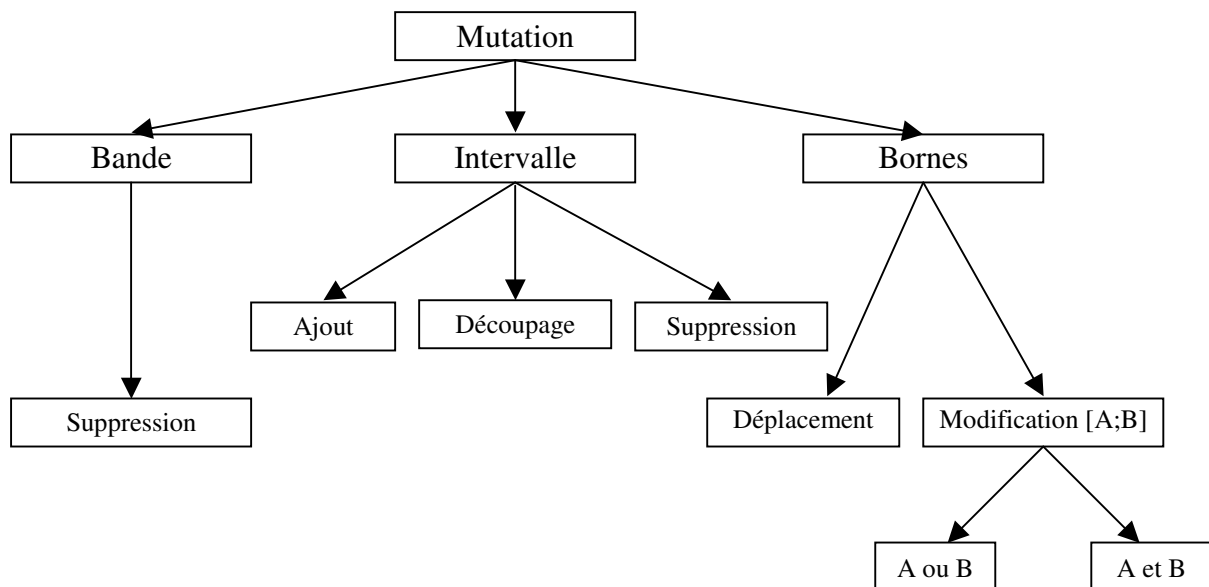 Mutation
Bande
Intervalle
Bornes
Ajout
Découpage
Suppression
Suppression
Déplacement
Modification [A;B]
A ou B
A et B